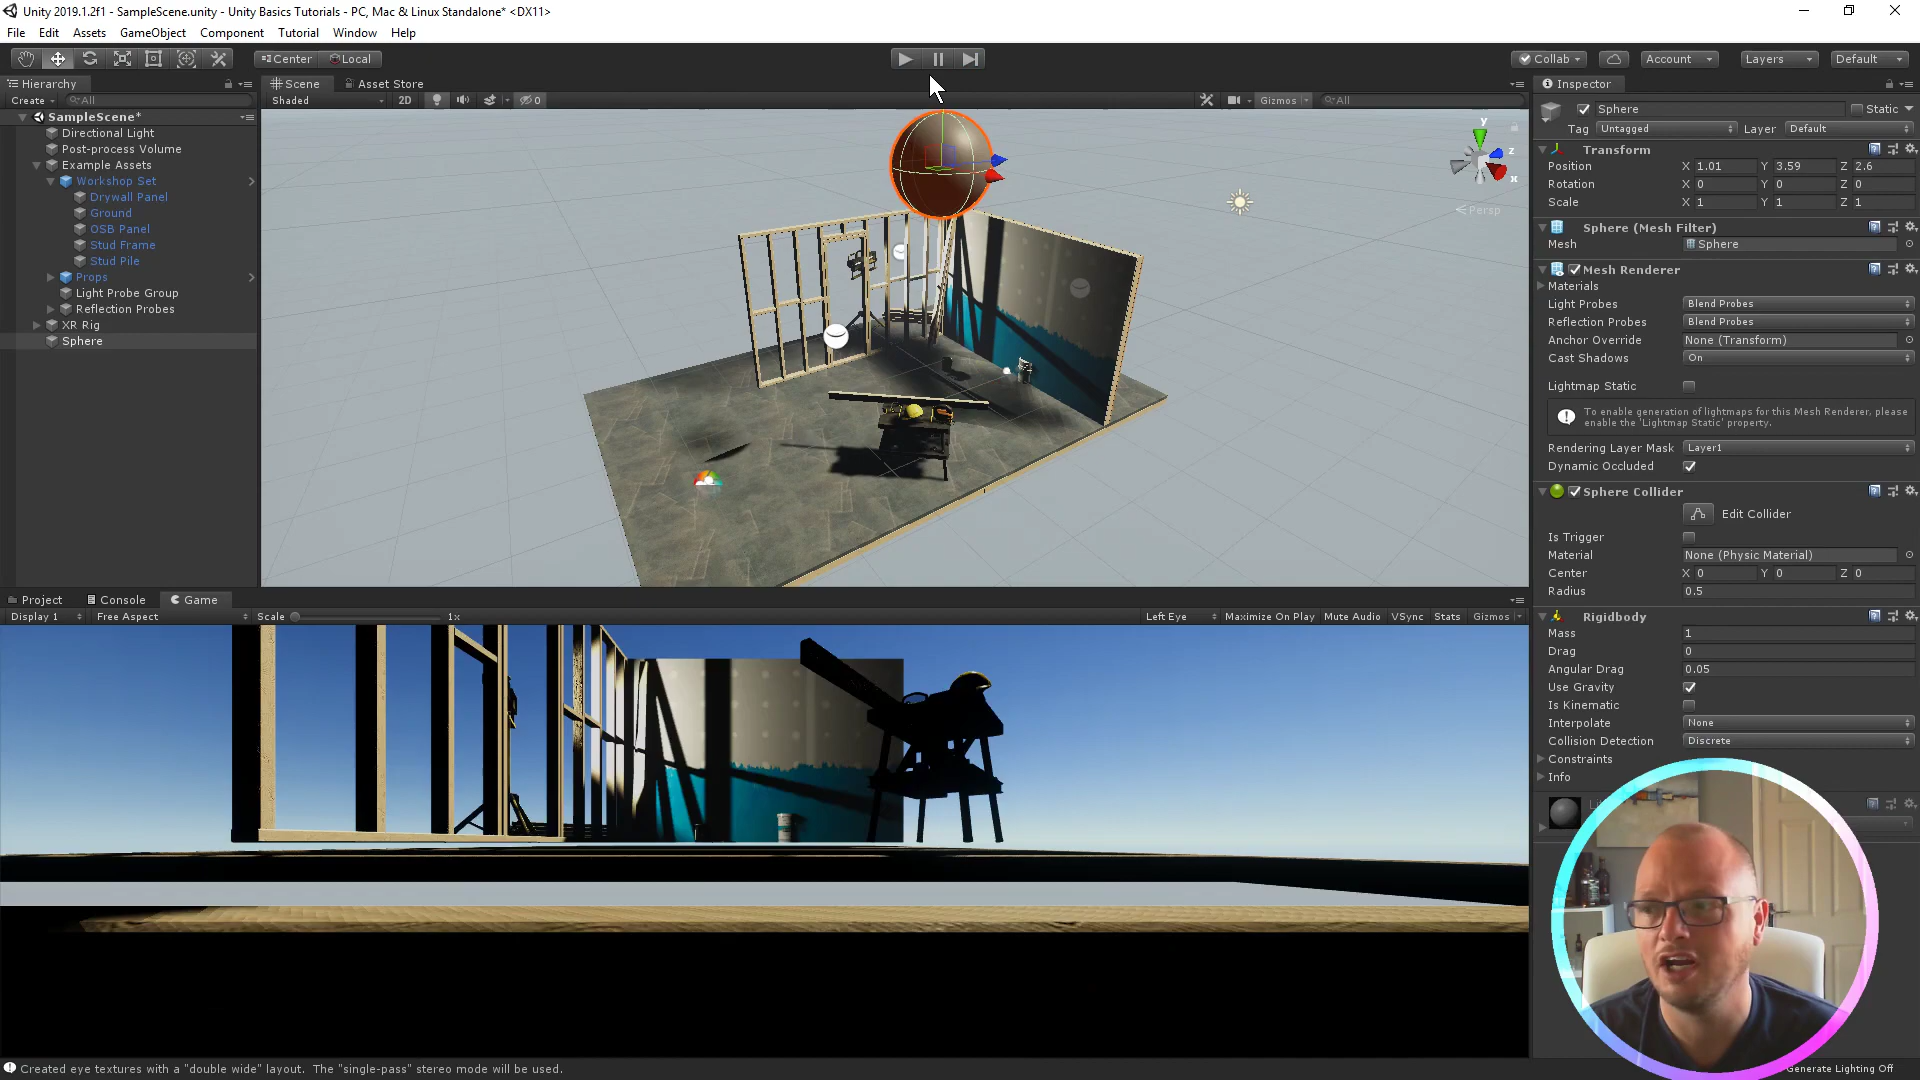 Unity 2019.1.2f1 - SampleScene.unity - Unity Basics Tutorials - PC, Mac & Linux Standalone* <DX11>
File Edit Assets GameObject Component Tutorial Window Help
Center Local Collab Account Layers Default
Hierarchy Scene Asset Store Inspector
Create All Shaded 2D 0 Gizmos All
SampleScene*
Directional Light
Post-process Volume
Example Assets
Workshop Set
Drywall Panel
Ground
OSB Panel
Stud Frame
Stud Pile
Props
Light Probe Group
Reflection Probes
XR Rig
Sphere
y
z
x
Persp
Sphere Static
Tag Untagged Layer Default
Transform
Position X 1.01 Y 3.59 Z 2.6
Rotation X 0 Y 0 Z 0
Scale X 1 Y 1 Z 1
Sphere (Mesh Filter)
Mesh Sphere
Mesh Renderer
Materials
Light Probes Blend Probes
Reflection Probes Blend Probes
Anchor Override None (Transform)
Cast Shadows On
Lightmap Static
To enable generation of lightmaps for this Mesh Renderer, please
enable the 'Lightmap Static' property.
Rendering Layer Mask Layer1
Dynamic Occluded
Sphere Collider
Edit Collider
Is Trigger
Material None (Physic Material)
Center X 0 Y 0 Z 0
Radius 0.5
Rigidbody
Mass 1
Drag 0
Angular Drag 0.05
Use Gravity
Is Kinematic
Interpolate None
Collision Detection Discrete
Constraints
Info
Project Console Game
Display 1 Free Aspect Scale 1x Left Eye Maximize On Play Mute Audio VSync Stats Gizmos
Created eye textures with a "double wide" layout. The "single-pass" stereo mode will be used.
Generate Lighting Off